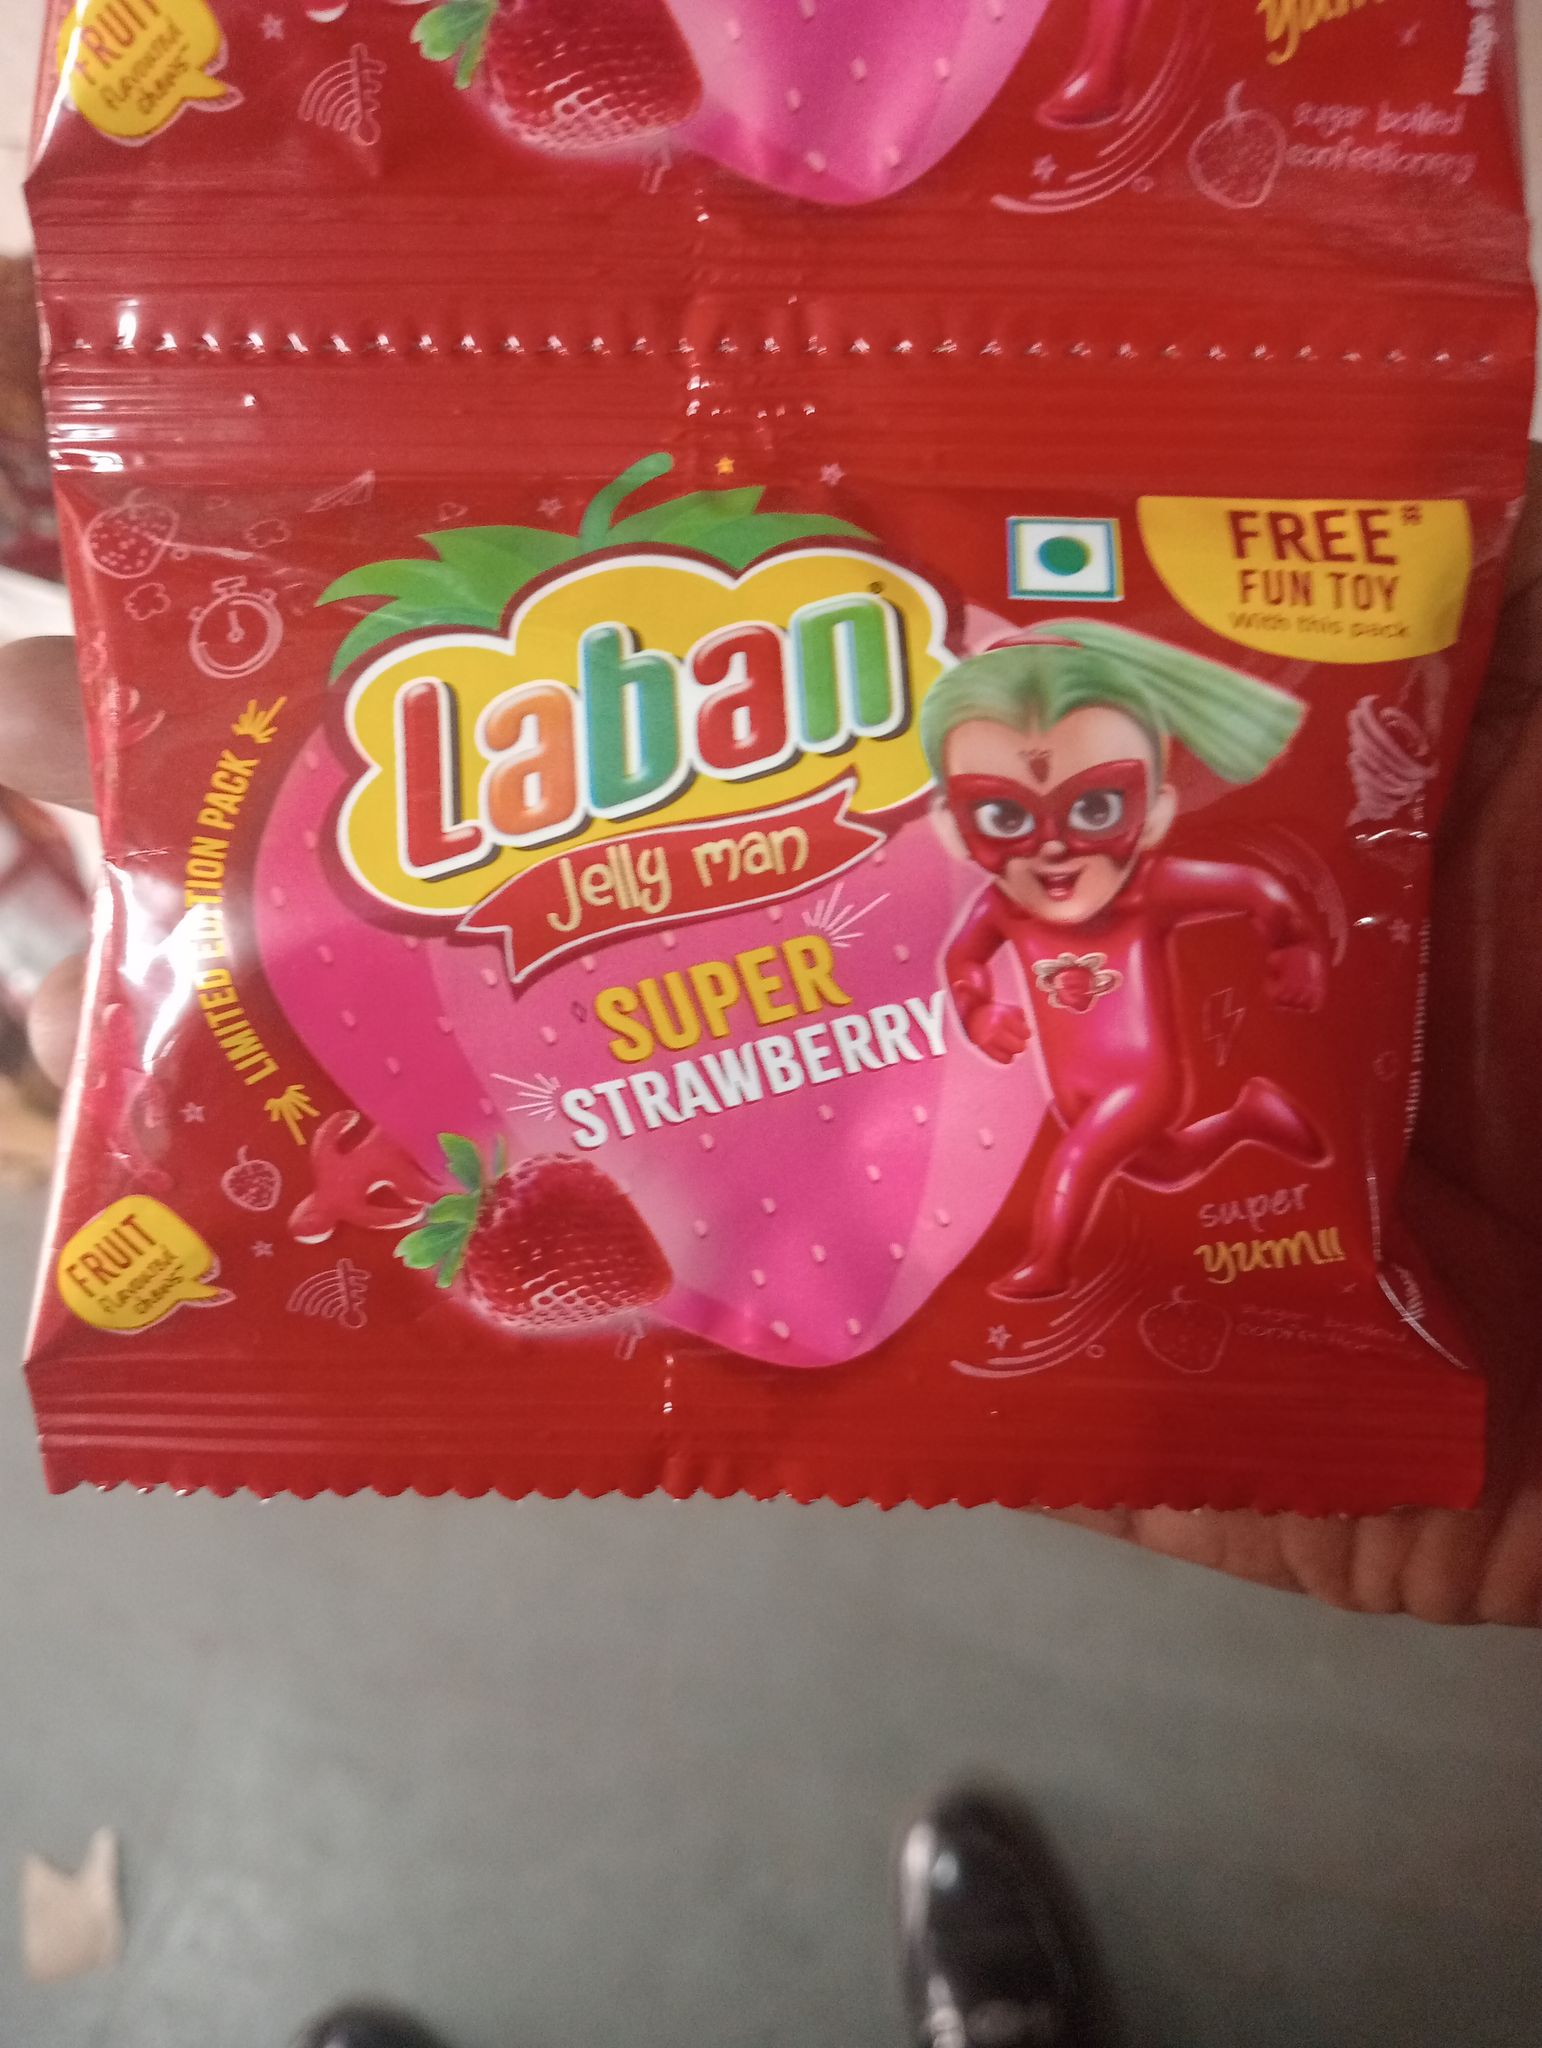 FRUIT
Flavoured
chews
yum
sugar boiled
confectionery
FREE#
FUN TOY
With this pack
Laban
Jelly man
LIMITED EDITION PACK
SUPER
STRAWBERRY
super
yum!!
FRUIT
Flavoured
chews